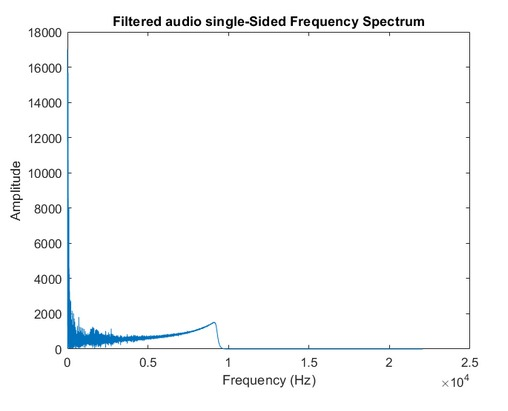 Filtered audio single-Sided Frequency Spectrum
18000
16000
14000
12000
10000
8000
6000
4000
2000
0
Amplitude
0 0.5 1 1.5 2 2.5
Frequency (Hz)
×10^4